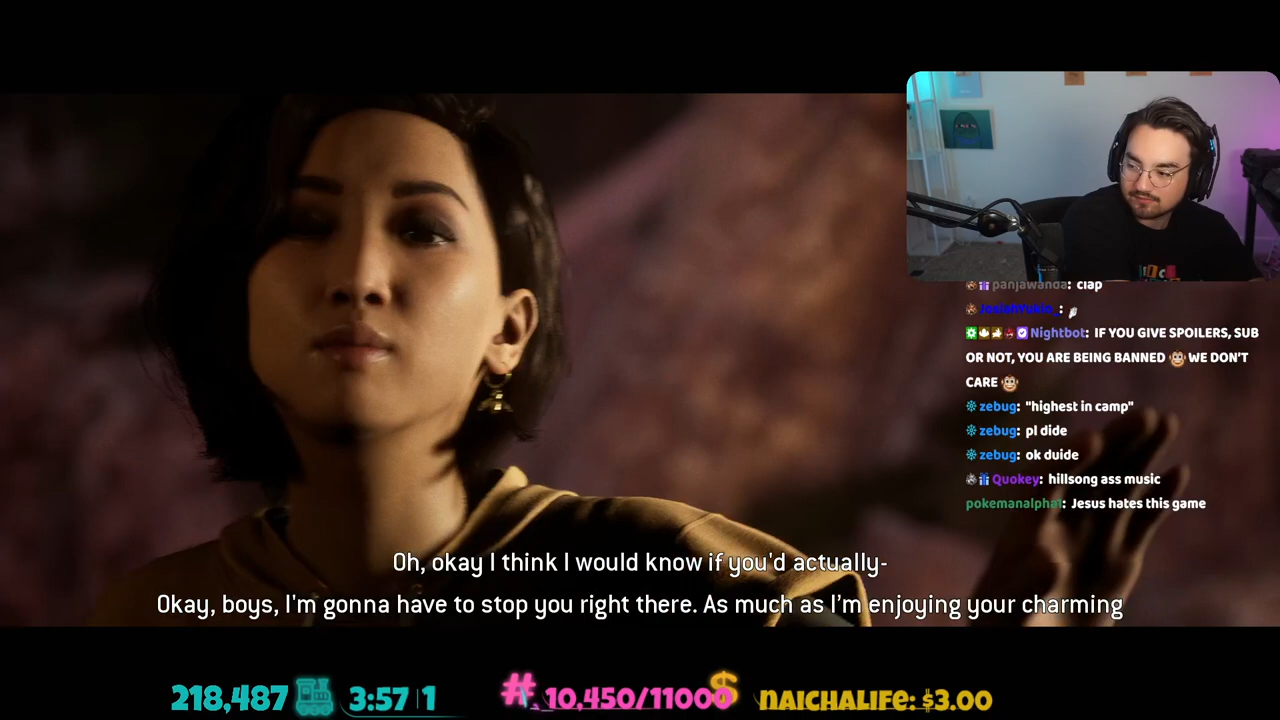 panjawanda: clap
JosiahYukio_:
Nightbot: IF YOU GIVE SPOILERS, SUB
OR NOT, YOU ARE BEING BANNED WE DON'T
CARE
zebug: "highest in camp"
zebug: pl dide
zebug: ok duide
Quokey: hillsong ass music
pokemanalpha1: Jesus hates this game
Oh, okay I think I would know if you'd actually-
Okay, boys, I'm gonna have to stop you right there. As much as I'm enjoying your charming
218,487 3:57 | 1 #. 10,450/11000 $ NAICHALIFE: $3.00